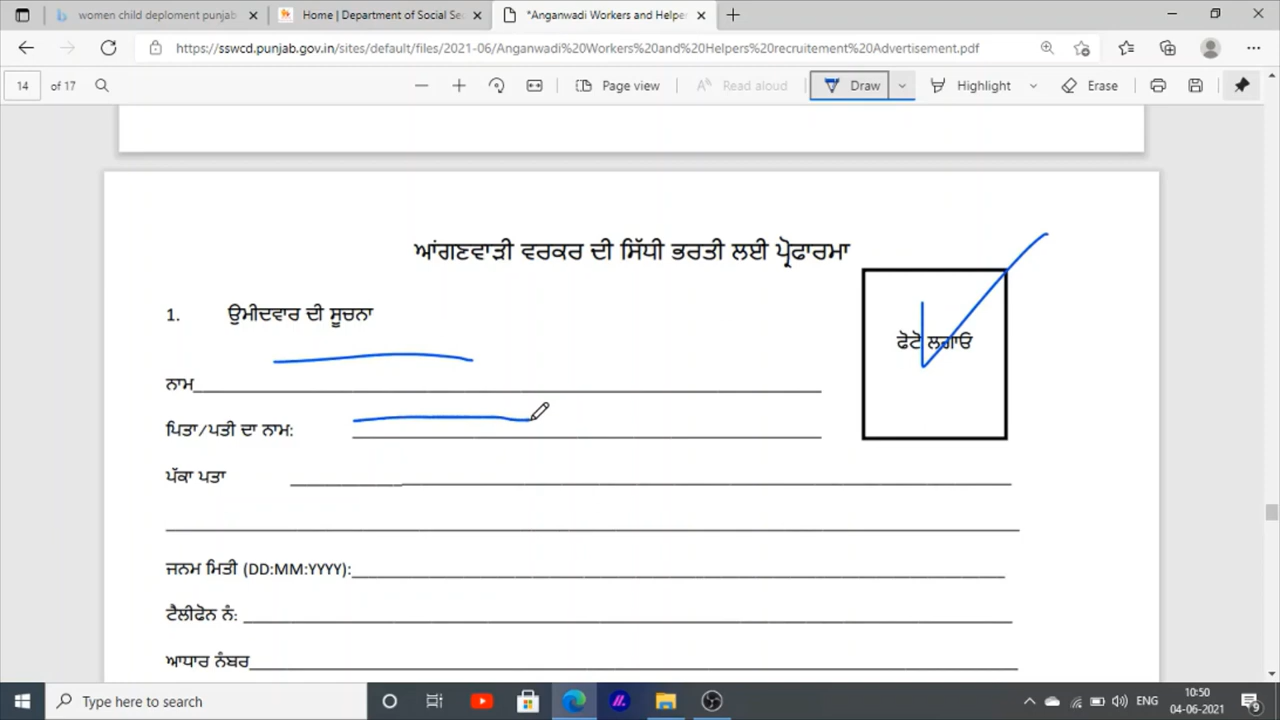 women child deploment punjab
Home | Department of Social Se
*Anganwadi Workers and Helpe
https://sswcd.punjab.gov.in/sites/default/files/2021-06/Anganwadi%20Workers%20and%20Helpers%20recruitement%20Advertisement.pdf
14 of 17 Page view Read aloud Draw Highlight Erase
ਆਂਗਣਵਾੜੀ ਵਰਕਰ ਦੀ ਸਿੱਧੀ ਭਰਤੀ ਲਈ ਪ੍ਰੋਫਾਰਮਾ
1. ਉਮੀਦਵਾਰ ਦੀ ਸੂਚਨਾ
ਫੋਟੋ ਲਗਾਓ
ਨਾਮ
ਪਿਤਾ/ਪਤੀ ਦਾ ਨਾਮ:
ਪੱਕਾ ਪਤਾ
ਜਨਮ ਮਿਤੀ (DD:MM:YYYY):
ਟੈਲੀਫੋਨ ਨੰ:
ਆਧਾਰ ਨੰਬਰ
Type here to search
ENG
10:50
04-06-2021
9